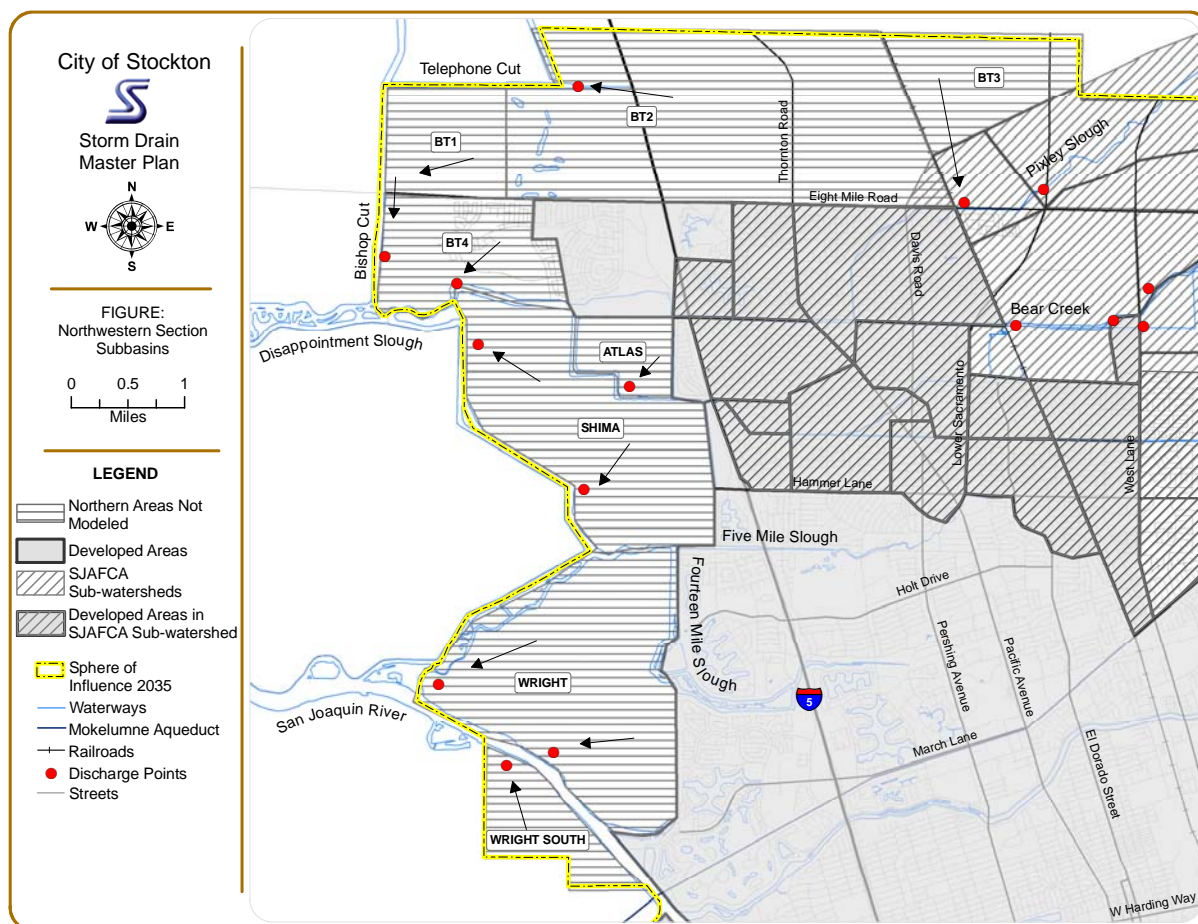 City of Stockton
Storm Drain
Master Plan
N
W
E
S
FIGURE:
Northwestern Section
Subbasins
0 0.5 1
Miles
LEGEND
Northern Areas Not
Modeled
Developed Areas
SJAFCA
Sub-watersheds
Developed Areas in
SJAFCA Sub-watershed
Sphere of
Influence 2035
Waterways
Mokelumne Aqueduct
Railroads
Discharge Points
Streets
Telephone Cut
BT3
BT2
BT1
Thornton Road
Pixley Slough
Eight Mile Road
Bishop Cut
BT4
Davis Road
Bear Creek
Disappointment Slough
ATLAS
SHIMA
Lower Sacramento
West Lane
Hammer Lane
Five Mile Slough
Fourteen Mile Slough
Holt Drive
Pershing Avenue
Pacific Avenue
WRIGHT
5
San Joaquin River
March Lane
El Dorado Street
WRIGHT SOUTH
W Harding Way